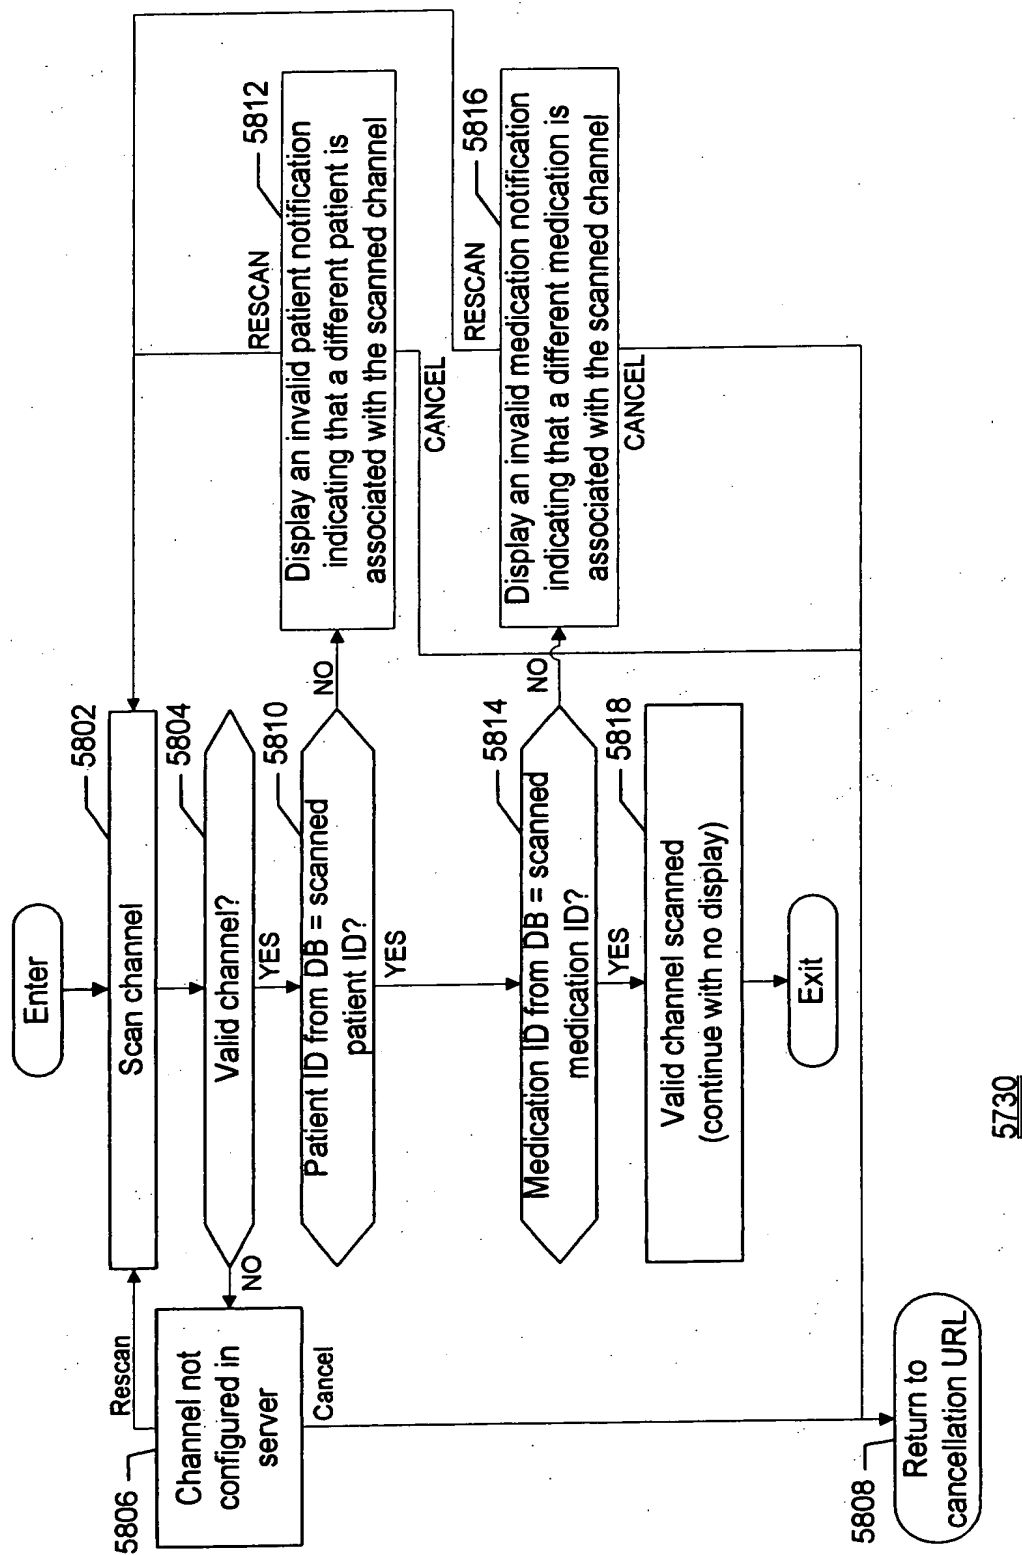 Enter
5802
Scan channel
Rescan
5804
Valid channel?
NO
YES
5806
Channel not
configured in
server
Cancel
5810
Patient ID from DB = scanned
patient ID?
NO
YES
RESCAN
5812
Display an invalid patient notification
indicating that a different patient is
associated with the scanned channel
CANCEL
5814
Medication ID from DB = scanned
medication ID?
NO
YES
RESCAN
5816
Display an invalid medication notification
indicating that a different medication is
associated with the scanned channel
CANCEL
5818
Valid channel scanned
(continue with no display)
Exit
5808
Return to
cancellation URL
5730